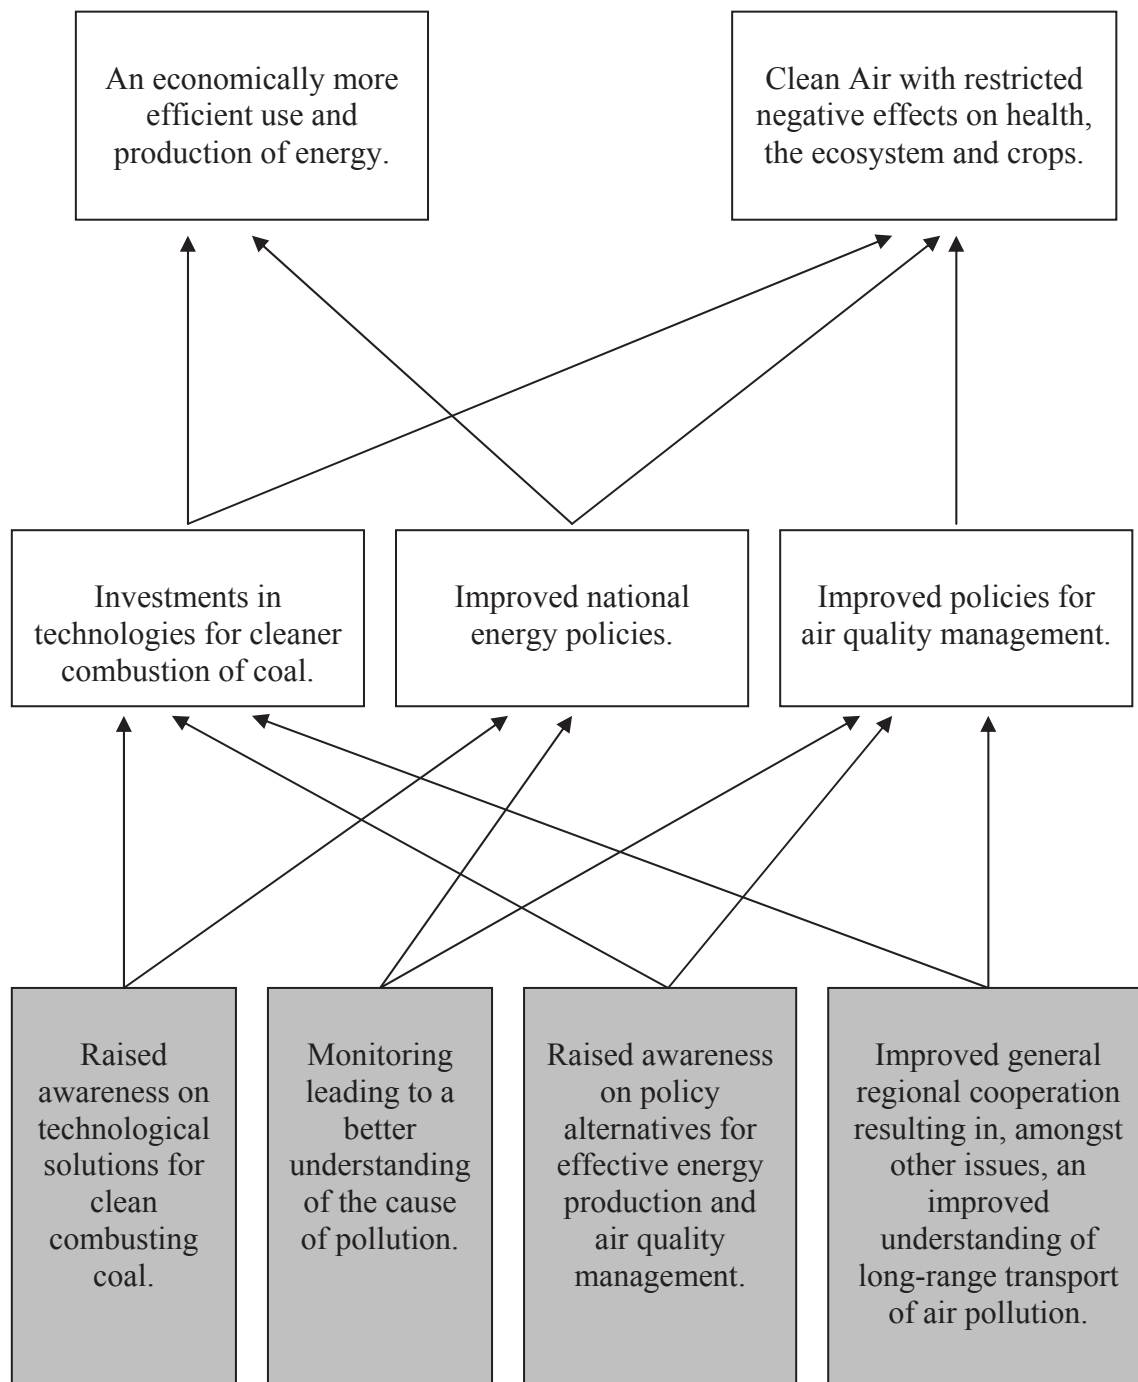 An economically more
efficient use and
production of energy.
Clean Air with restricted
negative effects on health,
the ecosystem and crops.
Investments in
technologies for cleaner
combustion of coal.
Improved national
energy policies.
Improved policies for
air quality management.
Raised
awareness on
technological
solutions for
clean
combusting
coal.
Monitoring
leading to a
better
understanding
of the cause
of pollution.
Raised awareness
on policy
alternatives for
effective energy
production and
air quality
management.
Improved general
regional cooperation
resulting in, amongst
other issues, an
improved
understanding of
long-range transport
of air pollution.